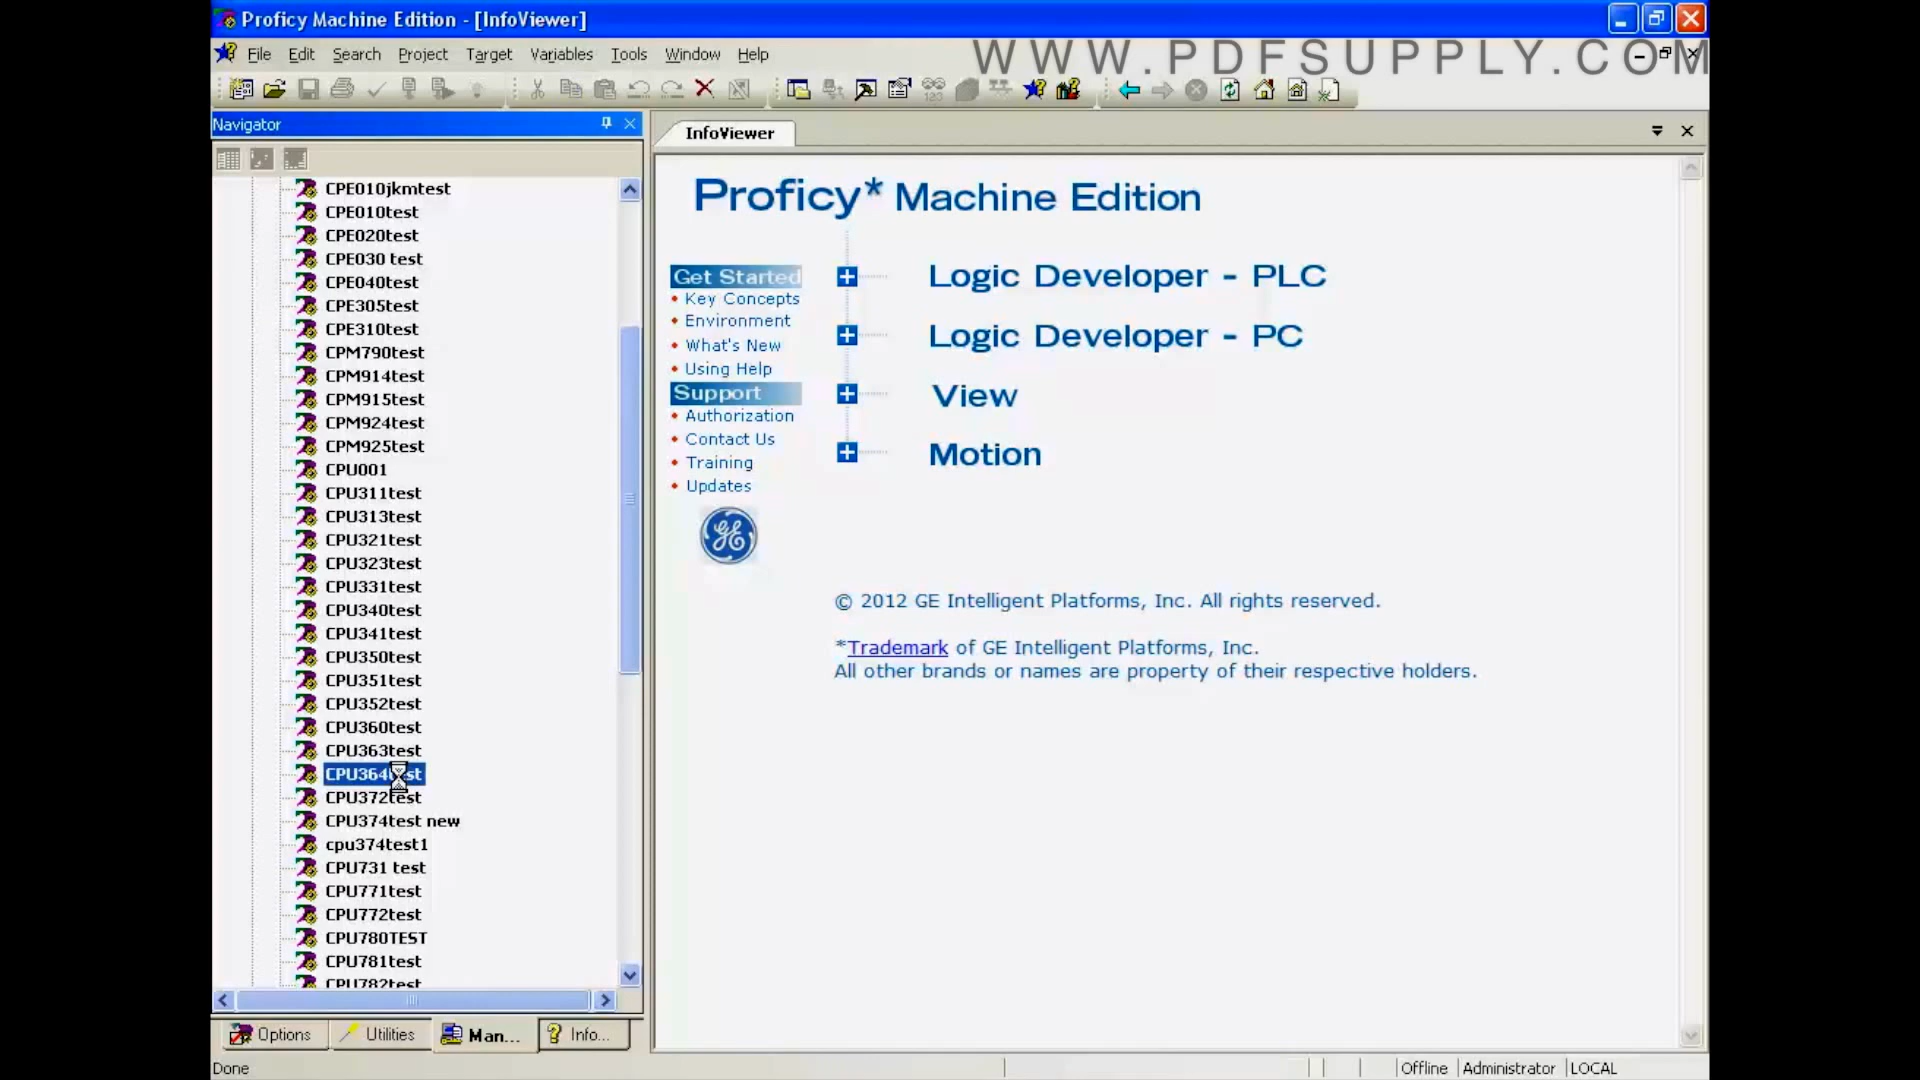 Proficy Machine Edition - [InfoViewer]
File Edit Search Project Target Variables Tools Window Help
WWW.PDFSUPPLY.COM
Navigator
CPE010jkmtest
CPE010test
CPE020test
CPE030 test
CPE040test
CPE305test
CPE310test
CPM790test
CPM914test
CPM915test
CPM924test
CPM925test
CPU001
CPU311test
CPU313test
CPU321test
CPU323test
CPU331test
CPU340test
CPU341test
CPU350test
CPU351test
CPU352test
CPU360test
CPU363test
CPU364test
CPU372test
CPU374test new
cpu374test1
CPU731 test
CPU771test
CPU772test
CPU780TEST
CPU781test
CPU782test
Options Utilities Man... Info...
InfoViewer
Proficy* Machine Edition
Get Started
• Key Concepts
• Environment
• What's New
• Using Help
Support
• Authorization
• Contact Us
• Training
• Updates
Logic Developer - PLC
Logic Developer - PC
View
Motion
GE
© 2012 GE Intelligent Platforms, Inc. All rights reserved.
*Trademark of GE Intelligent Platforms, Inc.
All other brands or names are property of their respective holders.
Done
Offline Administrator LOCAL